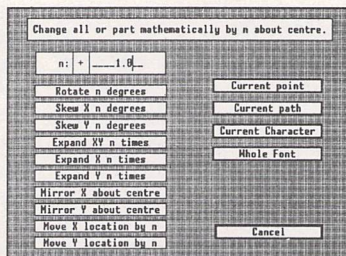 Change all or part mathematically by n about centre.
n: + ____1.0__
Rotate n degrees
Skew X n degrees
Skew Y n degrees
Expand XY n times
Expand X n times
Expand Y n times
Mirror X about centre
Mirror Y about centre
Move X location by n
Move Y location by n
Current point
Current path
Current Character
Whole Font
Cancel